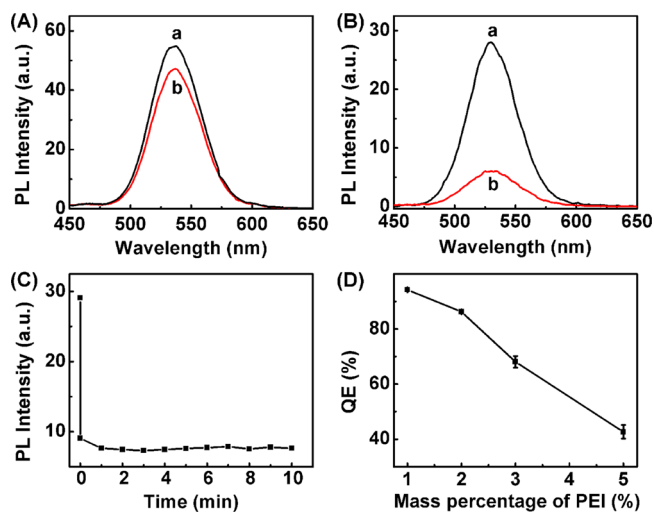 (A)
60
40
20
0
a
b
PL Intensity (a.u.)
450 500 550 600 650
Wavelength (nm)
(B)
30
20
10
0
a
b
PL Intensity (a.u.)
450 500 550 600 650
Wavelength (nm)
(C)
30
20
10
PL Intensity (a.u.)
0 2 4 6 8 10
Time (min)
(D)
80
60
40
QE (%)
1 2 3 4 5
Mass percentage of PEI (%)